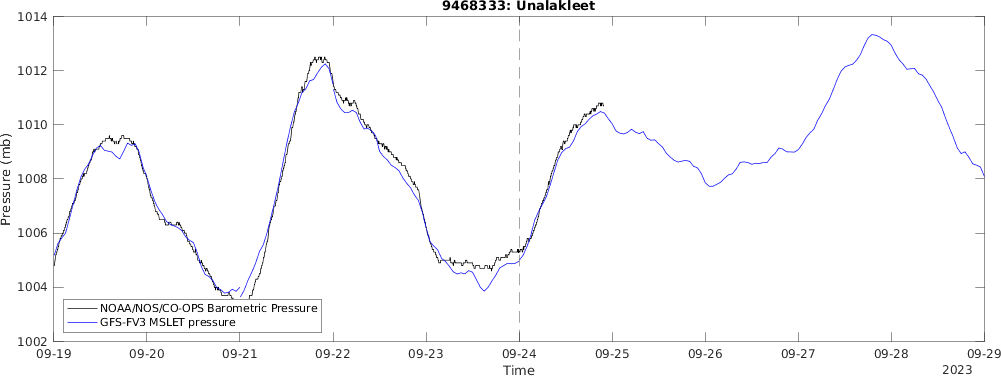 9468333: Unalakleet
Pressure (mb)
1014
1012
1010
1008
1006
1004
1002
NOAA/NOS/CO-OPS Barometric Pressure
GFS-FV3 MSLET pressure
09-19 09-20 09-21 09-22 09-23 09-24 09-25 09-26 09-27 09-28 09-29
Time
2023